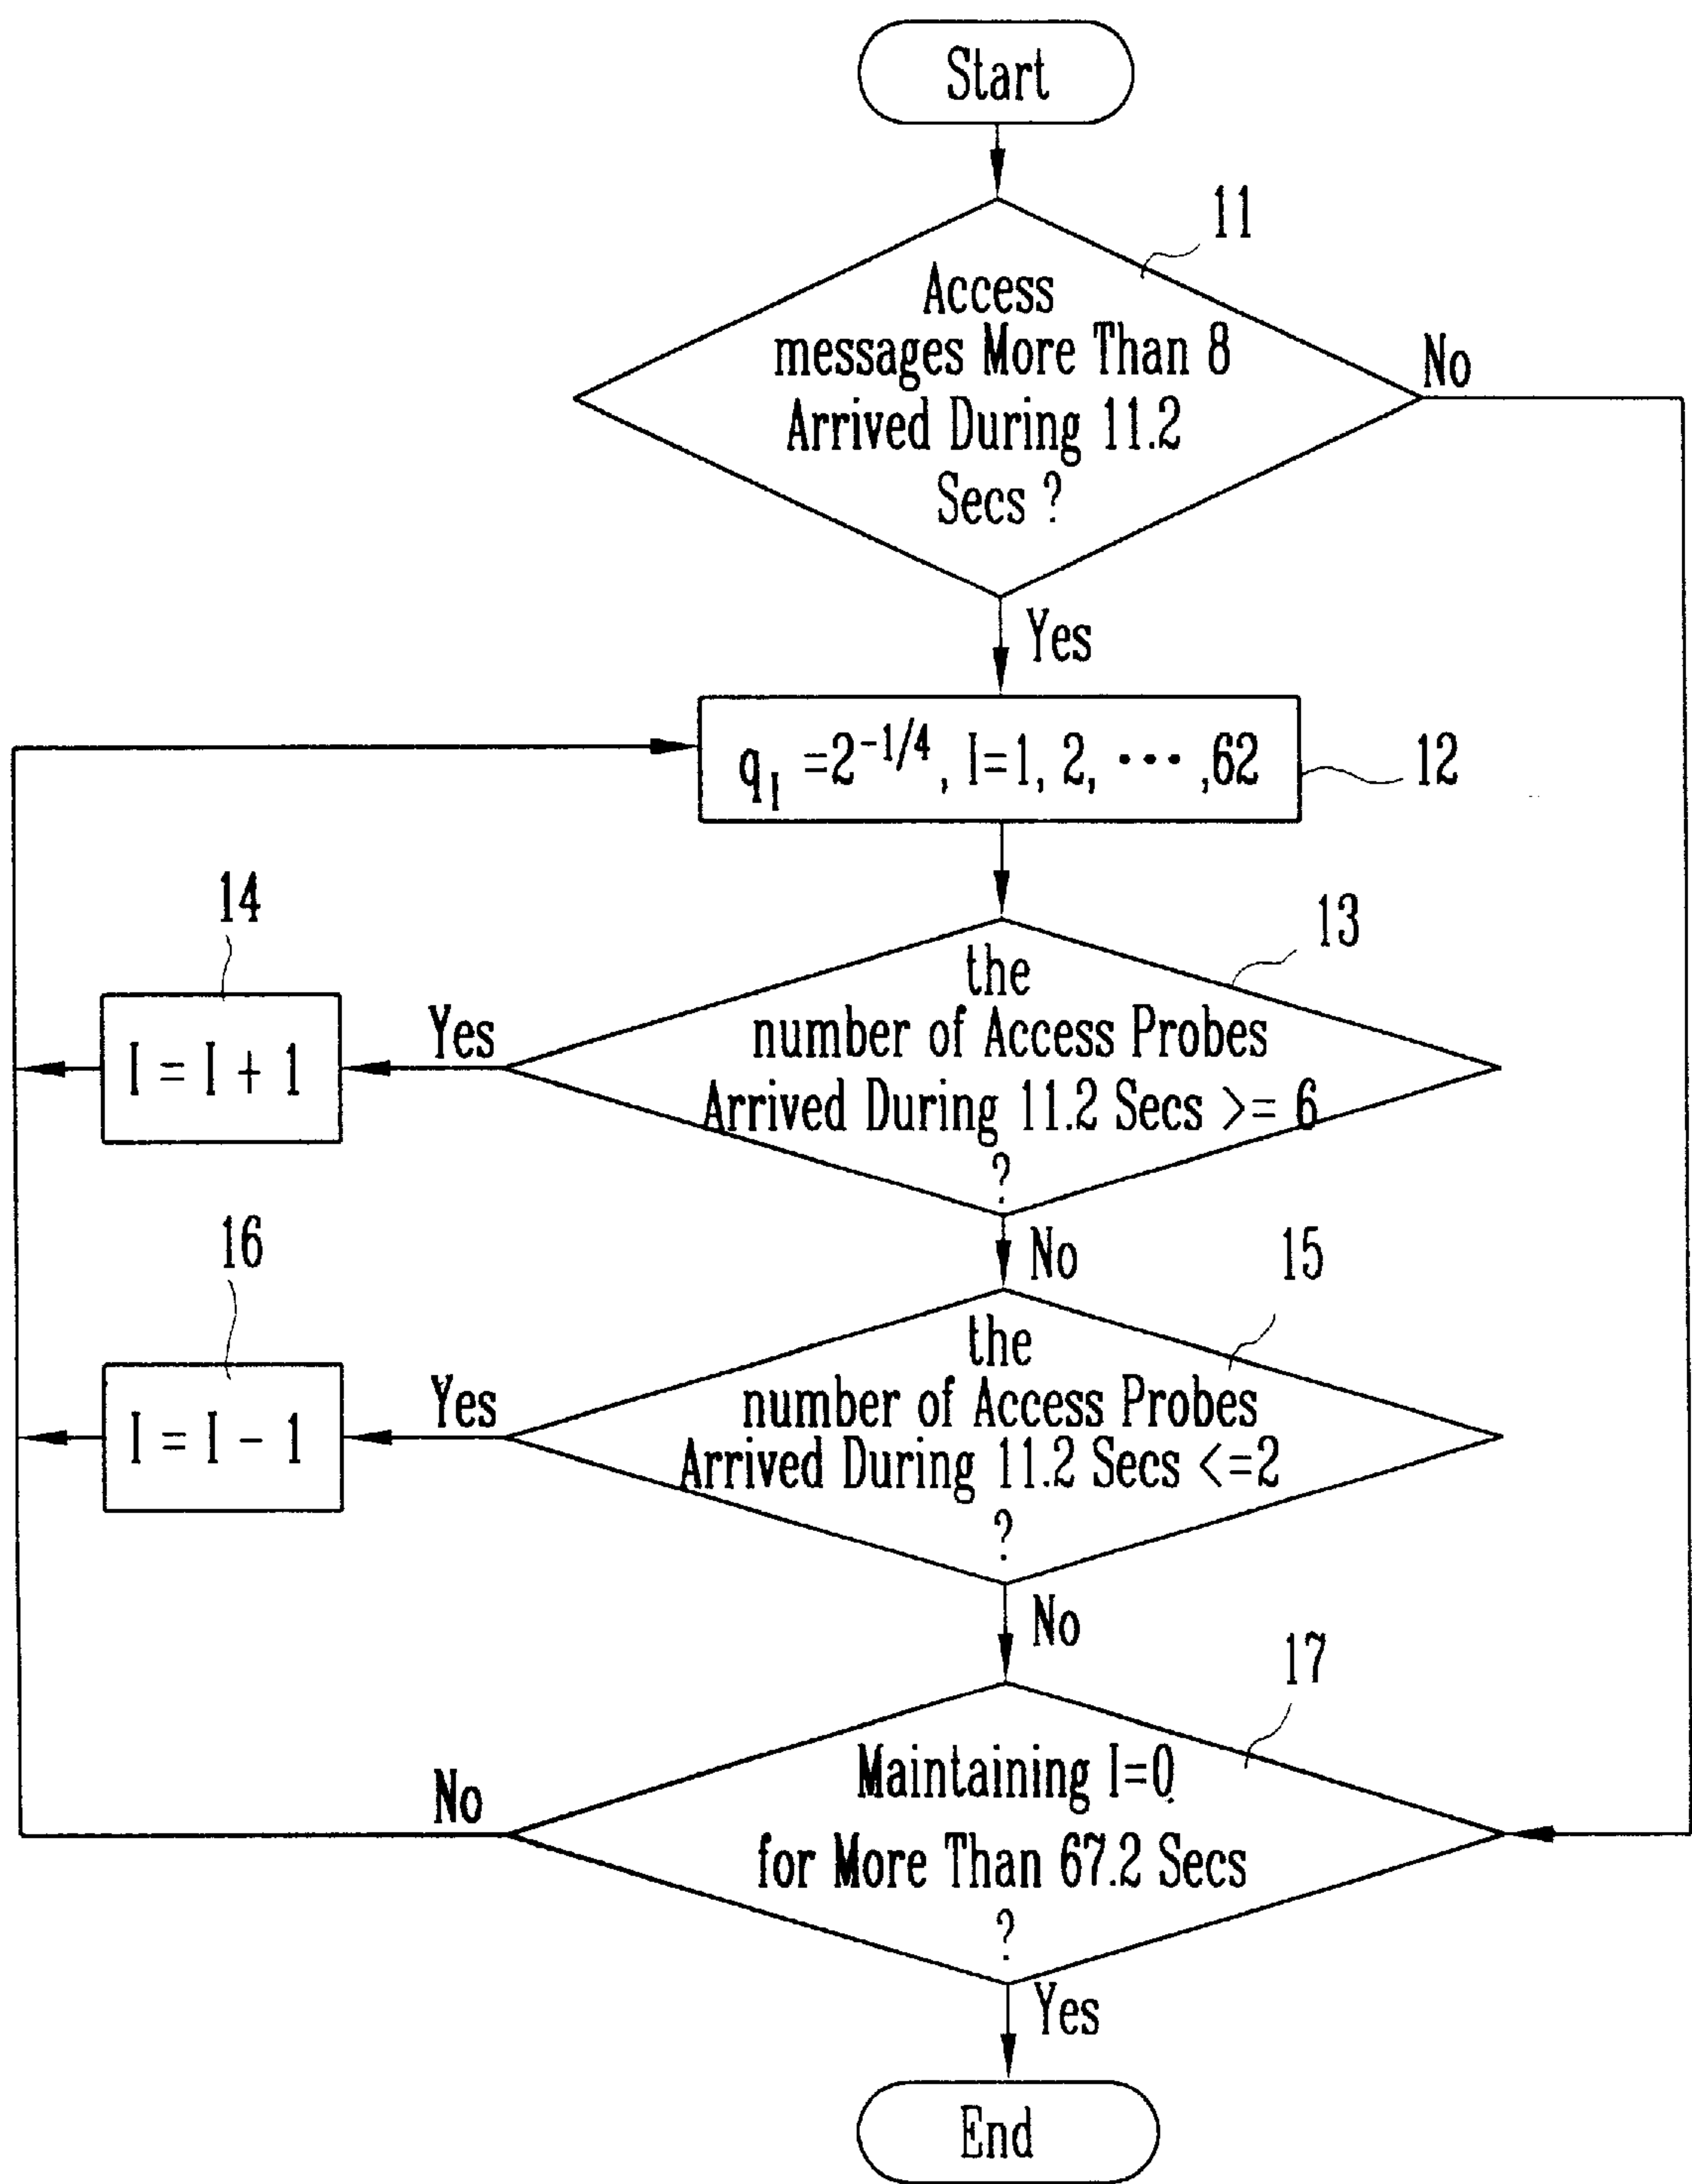 Start
11
Access
messages More Than 8
Arrived During 11.2
Secs ?
No
Yes
q_I =2^-1/4, I=1, 2, ··· ,62
12
14
13
the
number of Access Probes
Arrived During 11.2 Secs >= 6
?
Yes
I = I + 1
No
16
15
the
number of Access Probes
Arrived During 11.2 Secs <=2
?
Yes
I = I - 1
No
17
Maintaining I=0
for More Than 67.2 Secs
?
No
Yes
End